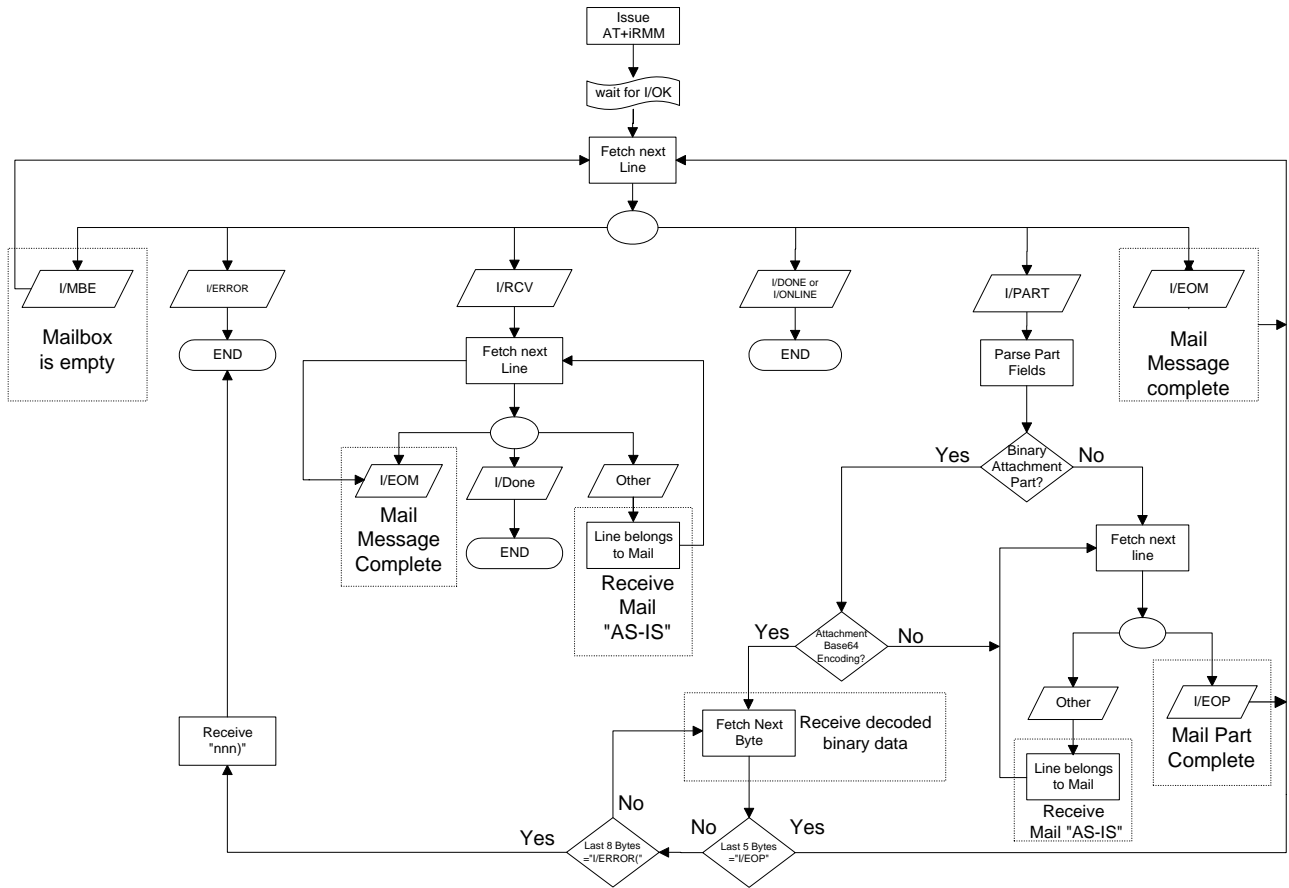 Issue
AT+iRMM
wait for I/OK
Fetch next
Line
I/MBE
Mailbox
is empty
I/ERROR
END
I/RCV
Fetch next
Line
I/EOM
Mail
Message
Complete
I/Done
END
Other
Line belongs
to Mail
Receive
Mail
"AS-IS"
I/DONE or
I/ONLINE
END
I/PART
Parse Part
Fields
Yes
Binary
Attachment
Part?
No
I/EOM
Mail
Message
complete
Fetch next
line
Yes
Attachment
Base64
Encoding?
No
Other
Line belongs
to Mail
Receive
Mail "AS-IS"
I/EOP
Mail Part
Complete
Fetch Next
Byte
Receive decoded
binary data
Receive
"nnn)"
Yes
Last 8 Bytes
="I/ERROR("
No
No
Last 5 Bytes
="I/EOP"
Yes